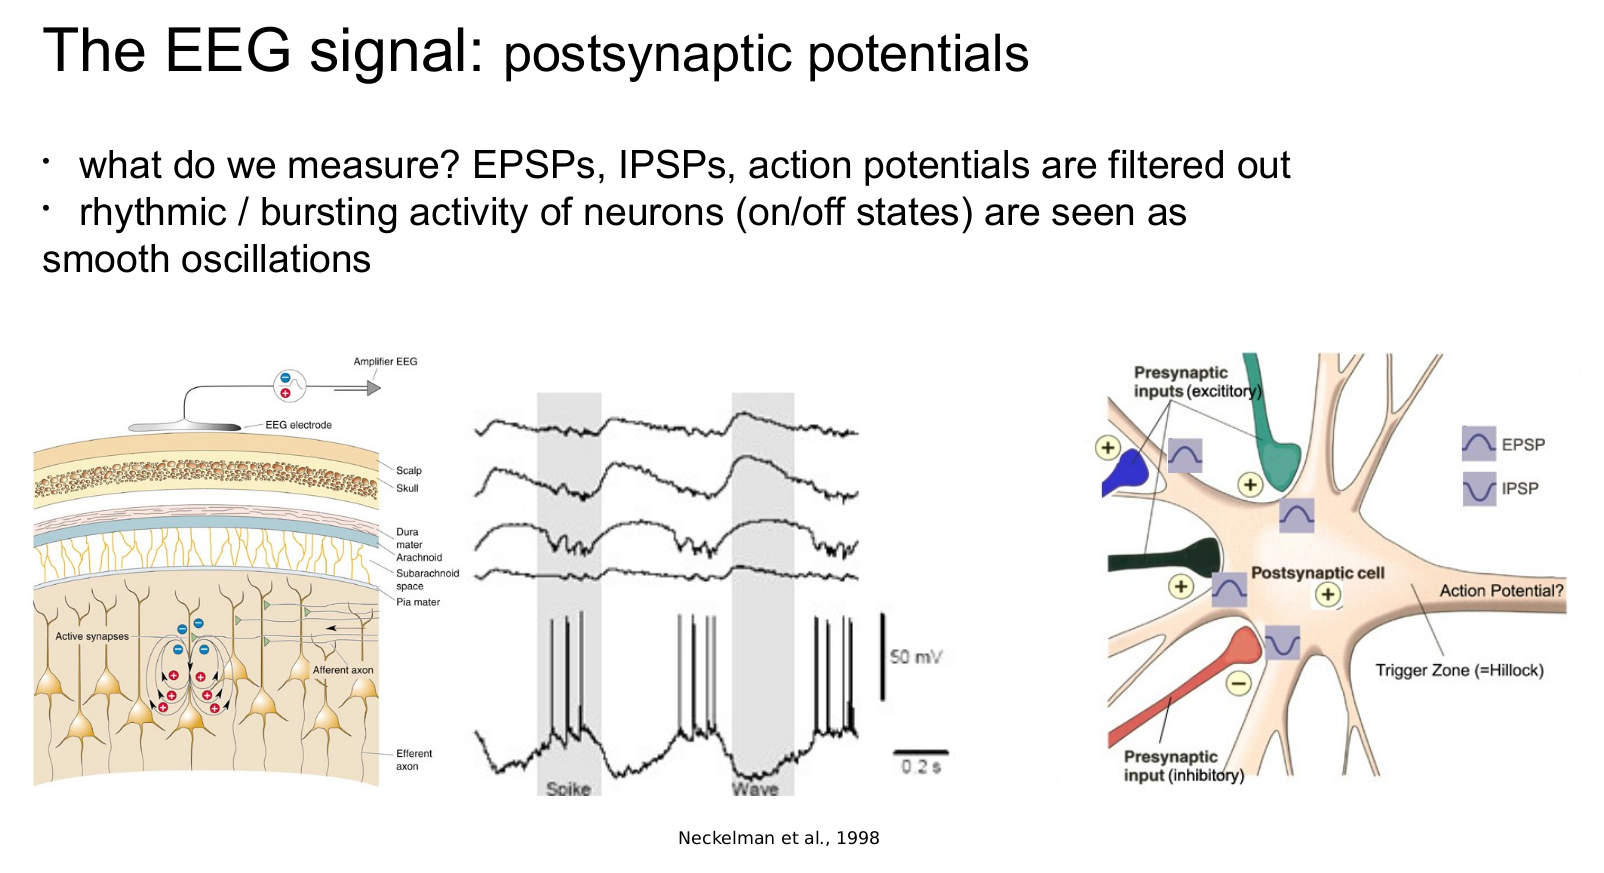 The EEG signal: postsynaptic potentials
· what do we measure? EPSPs, IPSPs, action potentials are filtered out
· rhythmic / bursting activity of neurons (on/off states) are seen as
smooth oscillations
Amplifier EEG
EEG electrode
Scalp
Skull
Dura
mater
Arachnoid
Subarachnoid
space
Pia mater
Active synapses
Afferent axon
Efferent
axon
50 mV
0.2 s
Spike
Wave
Presynaptic
inputs (excititory)
EPSP
IPSP
Postsynaptic cell
Action Potential?
Trigger Zone (=Hillock)
Presynaptic
input (inhibitory)
Neckelman et al., 1998